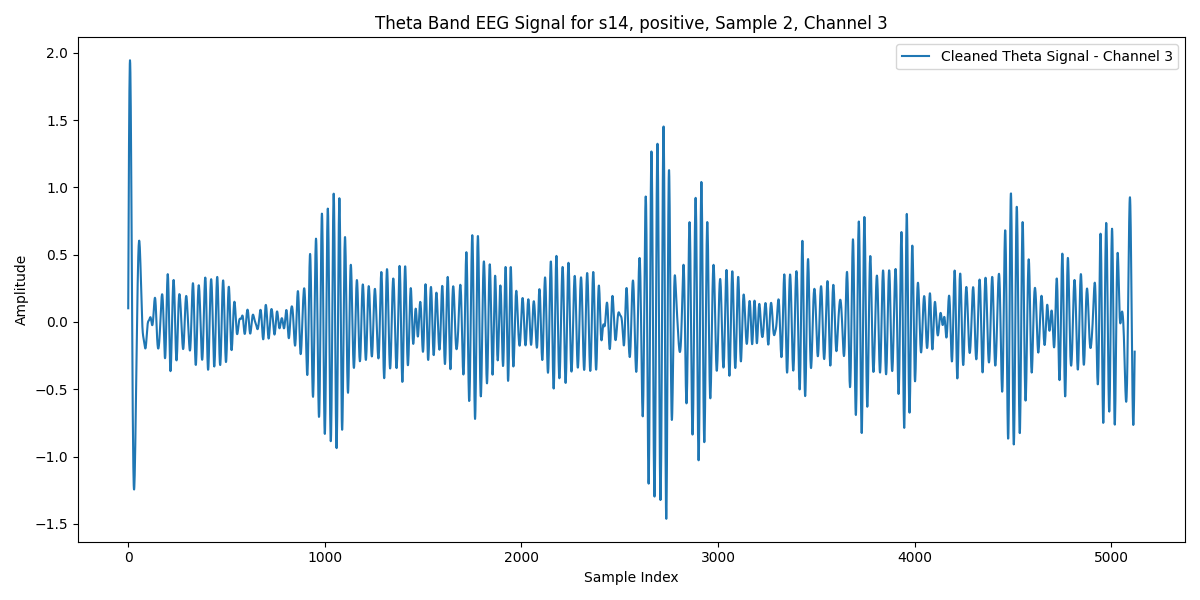 Theta Band EEG Signal for s14, positive, Sample 2, Channel 3
Cleaned Theta Signal - Channel 3
Amplitude
2.0
1.5
1.0
0.5
0.0
−0.5
−1.0
−1.5
0 1000 2000 3000 4000 5000
Sample Index